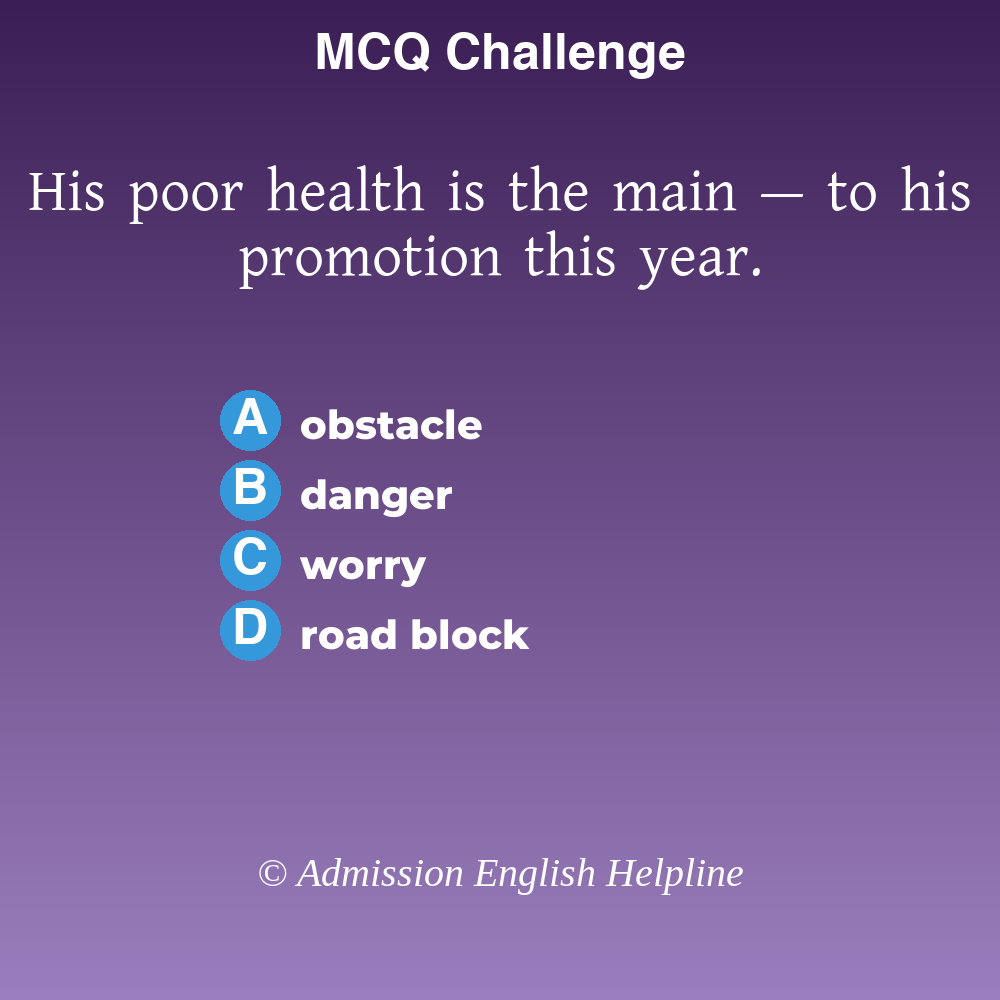 MCQ Challenge
His poor health is the main — to his
promotion this year.
A obstacle
B danger
C worry
D road block
© Admission English Helpline